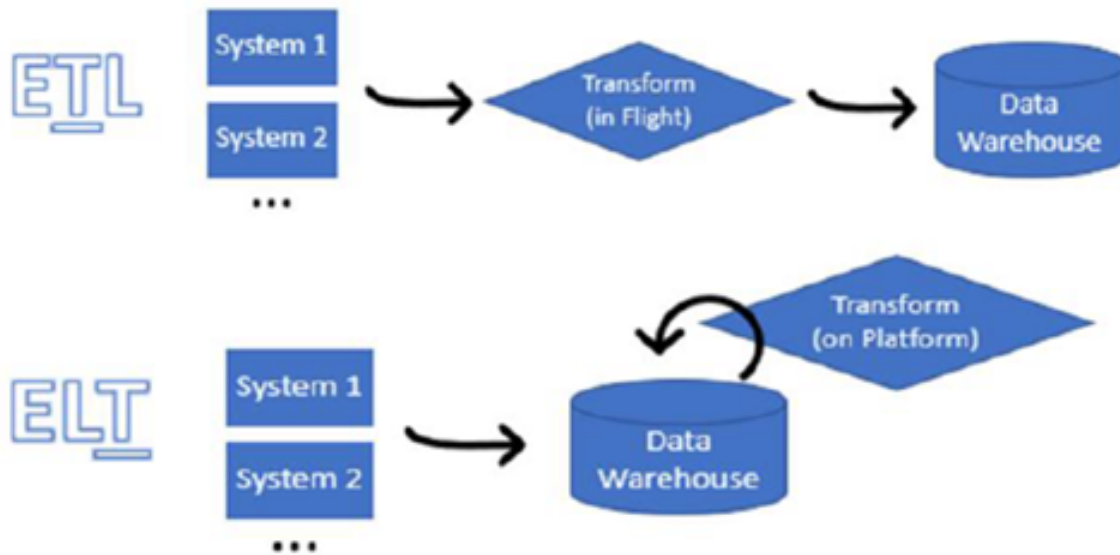 ETL
System 1
System 2
...
Transform
(in Flight)
Data
Warehouse
ELT
System 1
System 2
...
Transform
(on Platform)
Data
Warehouse